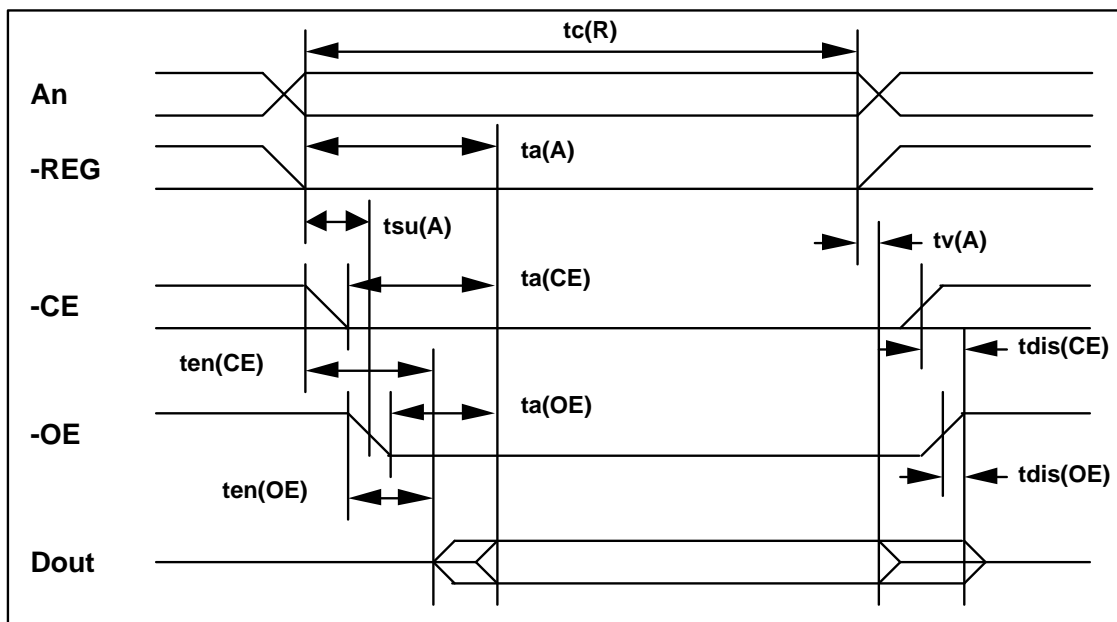 tc(R)
An
ta(A)
-REG
tsu(A)
tv(A)
ta(CE)
-CE
ten(CE)
tdis(CE)
ta(OE)
-OE
tdis(OE)
ten(OE)
Dout